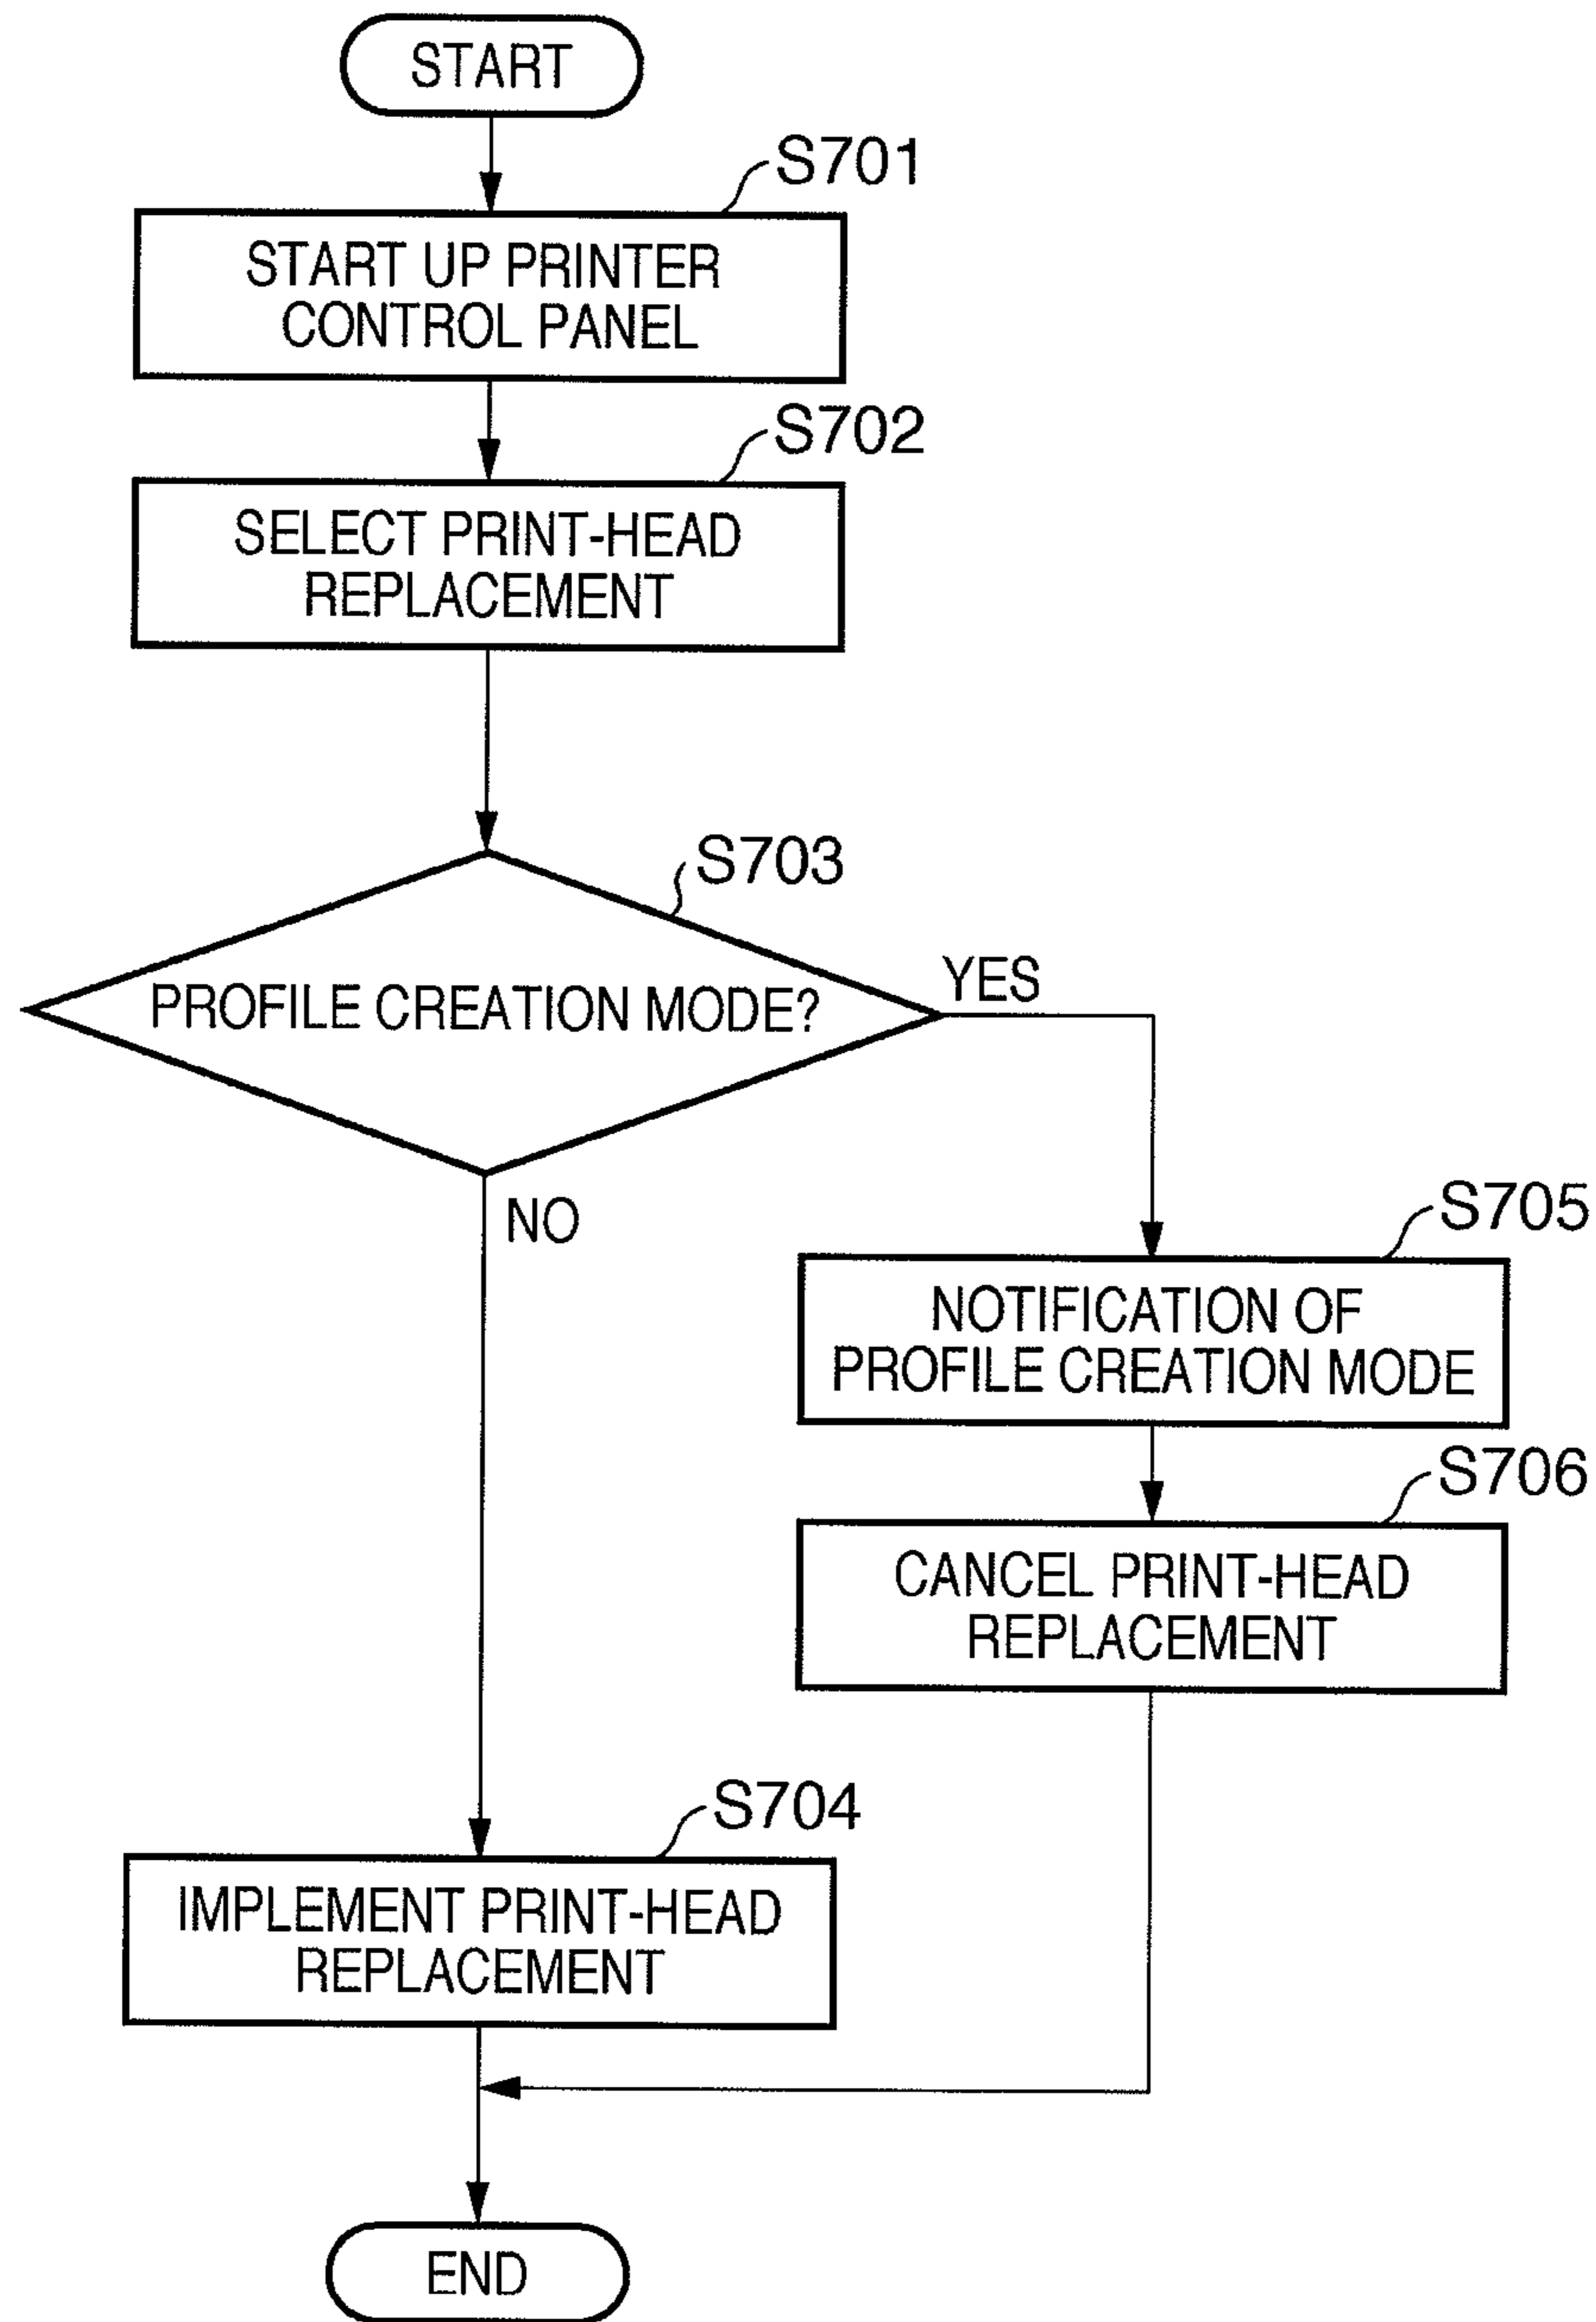 START
S701
START UP PRINTER
CONTROL PANEL
S702
SELECT PRINT-HEAD
REPLACEMENT
S703
PROFILE CREATION MODE?
YES
NO
S705
NOTIFICATION OF
PROFILE CREATION MODE
S706
CANCEL PRINT-HEAD
REPLACEMENT
S704
IMPLEMENT PRINT-HEAD
REPLACEMENT
END